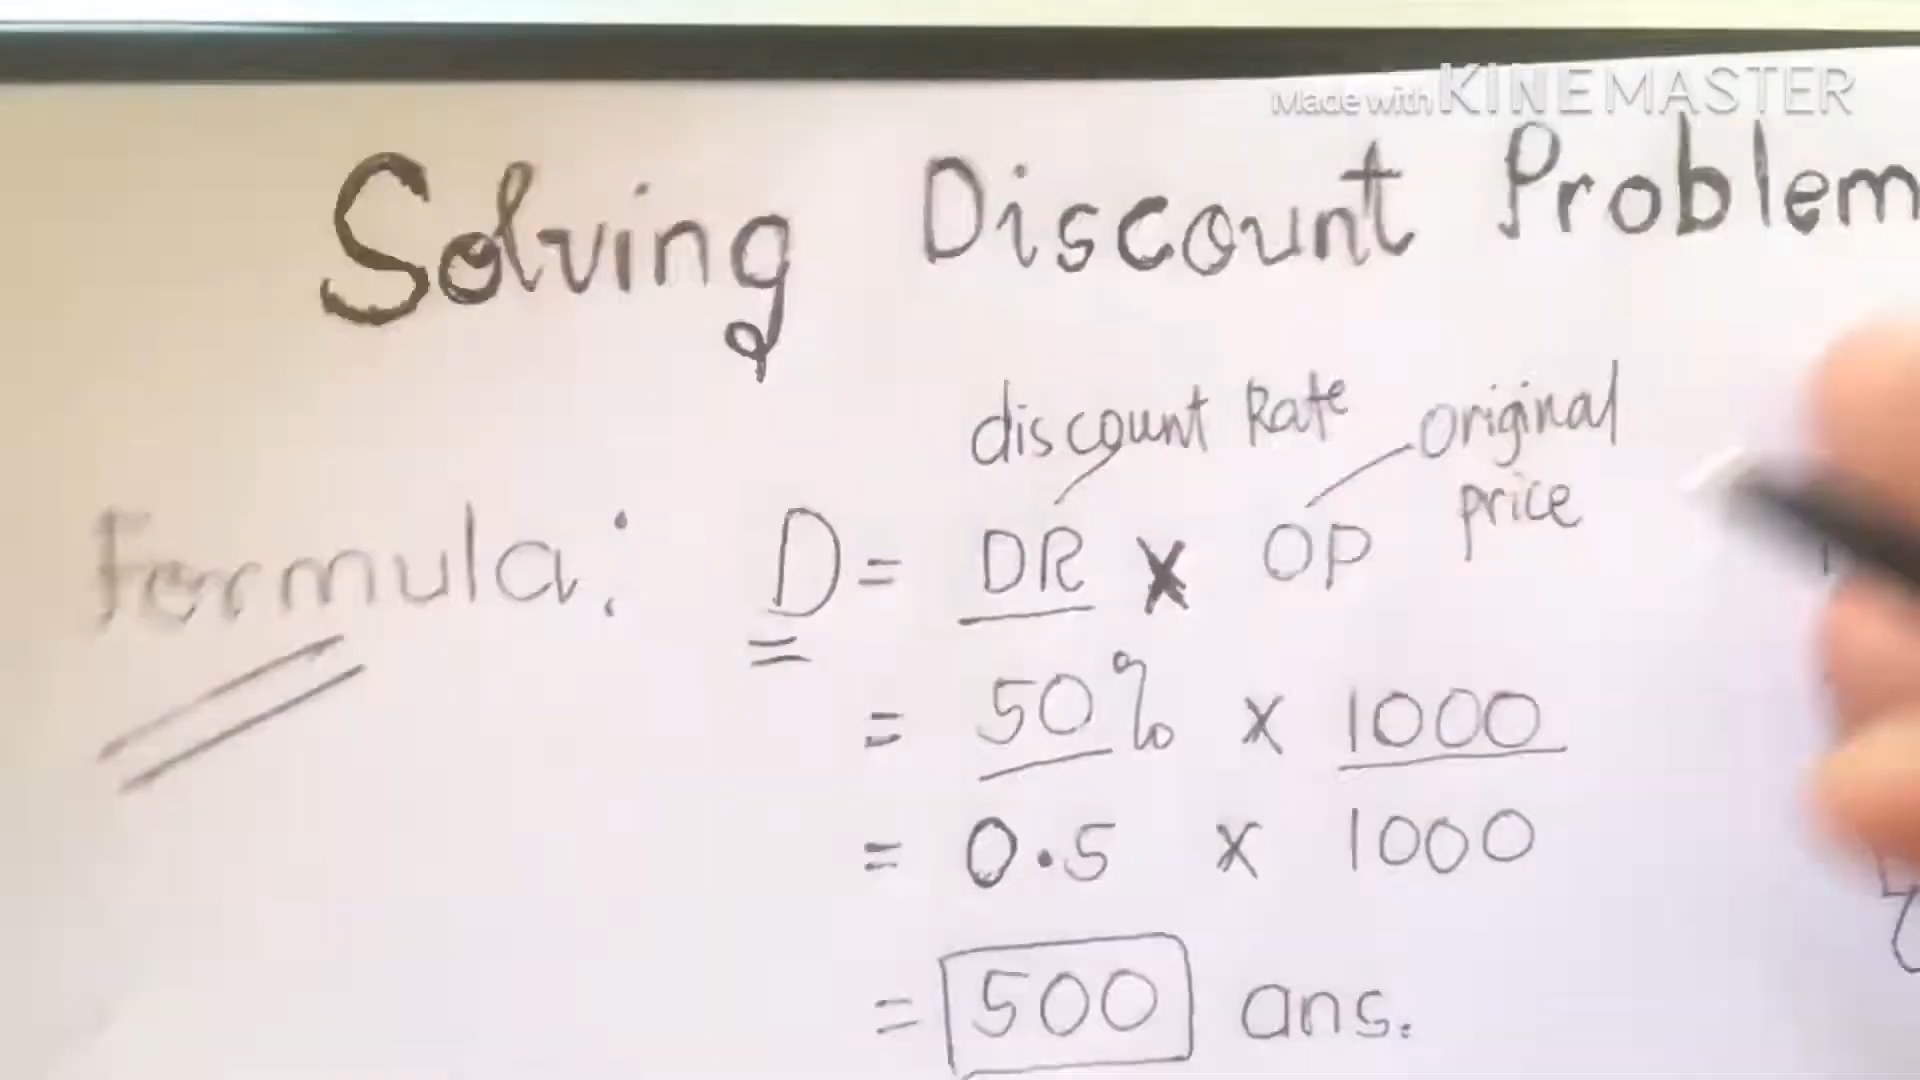 Made with KINEMASTER
Solving Discount Problem
discount Rate
original
price
Formula: D = DR x OP
= 50% x 1000
= 0.5 x 1000
= 500 ans.